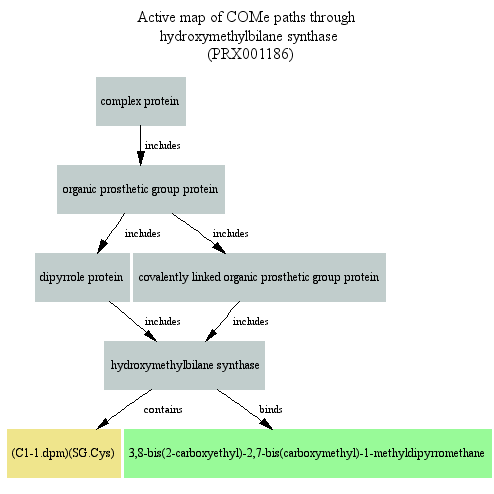 Active map of COMe paths through
hydroxymethylbilane synthase
(PRX001186)
complex protein
includes
organic prosthetic group protein
includes
includes
dipyrrole protein
covalently linked organic prosthetic group protein
includes
includes
hydroxymethylbilane synthase
contains
binds
(C1-1.dpm)(SG.Cys)
3,8-bis(2-carboxyethyl)-2,7-bis(carboxymethyl)-1-methyldipyrromethane